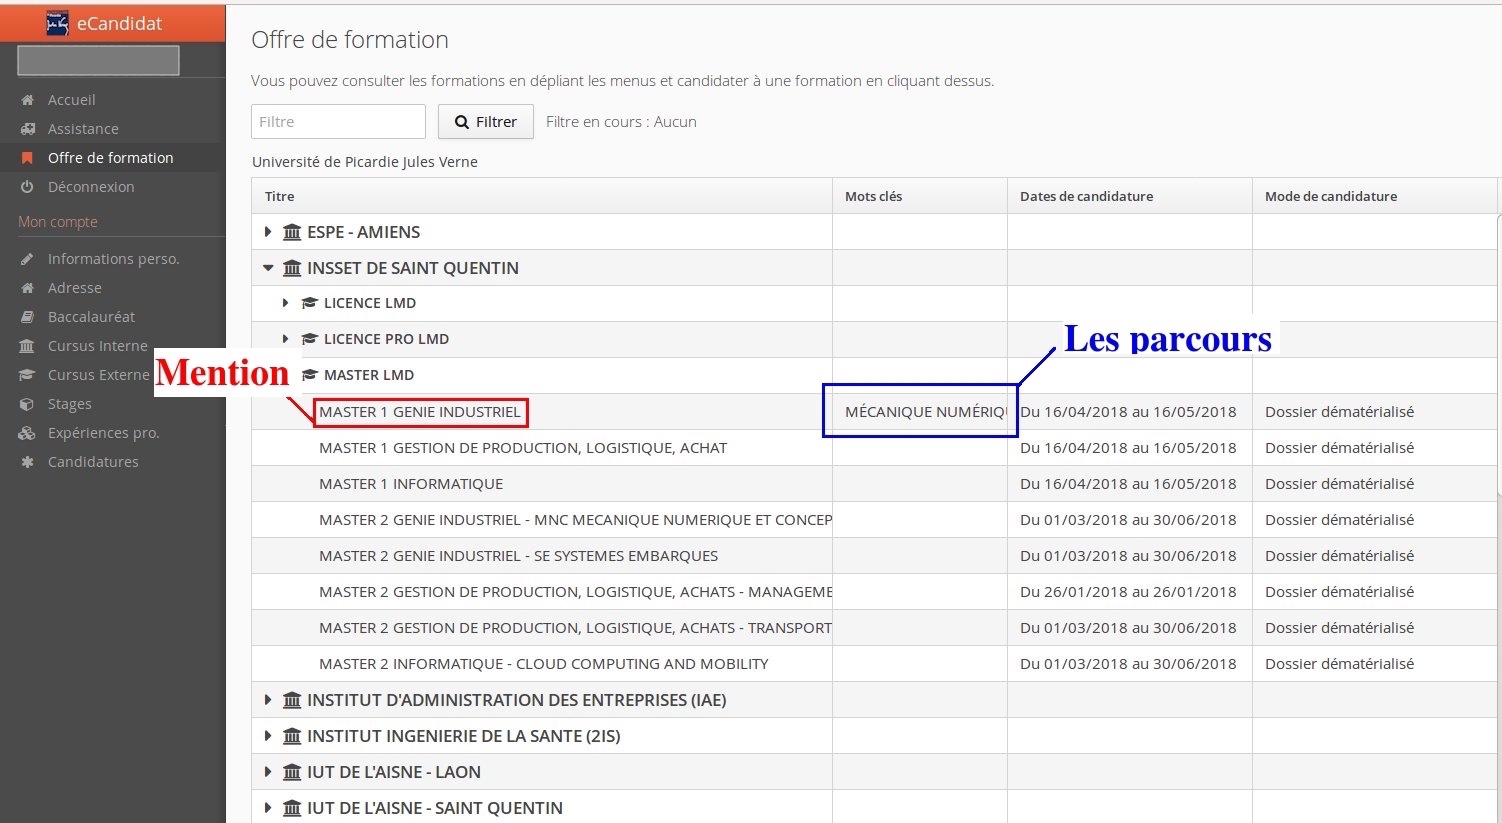 eCandidat
Accueil
Assistance
Offre de formation
Déconnexion
Mon compte
Informations perso.
Adresse
Baccalauréat
Cursus Interne
Cursus Externe
Stages
Expériences pro.
Candidatures
Offre de formation
Vous pouvez consulter les formations en dépliant les menus et candidater à une formation en cliquant dessus.
Filtre Filtrer Filtre en cours : Aucun
Université de Picardie Jules Verne
Titre Mots clés Dates de candidature Mode de candidature
ESPE - AMIENS
INSSET DE SAINT QUENTIN
LICENCE LMD
LICENCE PRO LMD
Les parcours
Mention
MASTER LMD
MASTER 1 GENIE INDUSTRIEL MÉCANIQUE NUMÉRIQU Du 16/04/2018 au 16/05/2018 Dossier dématérialisé
MASTER 1 GESTION DE PRODUCTION, LOGISTIQUE, ACHAT Du 16/04/2018 au 16/05/2018 Dossier dématérialisé
MASTER 1 INFORMATIQUE Du 16/04/2018 au 16/05/2018 Dossier dématérialisé
MASTER 2 GENIE INDUSTRIEL - MNC MECANIQUE NUMERIQUE ET CONCEP Du 01/03/2018 au 30/06/2018 Dossier dématérialisé
MASTER 2 GENIE INDUSTRIEL - SE SYSTEMES EMBARQUES Du 01/03/2018 au 30/06/2018 Dossier dématérialisé
MASTER 2 GESTION DE PRODUCTION, LOGISTIQUE, ACHATS - MANAGEME Du 26/01/2018 au 26/01/2018 Dossier dématérialisé
MASTER 2 GESTION DE PRODUCTION, LOGISTIQUE, ACHATS - TRANSPORT Du 01/03/2018 au 30/06/2018 Dossier dématérialisé
MASTER 2 INFORMATIQUE - CLOUD COMPUTING AND MOBILITY Du 01/03/2018 au 30/06/2018 Dossier dématérialisé
INSTITUT D'ADMINISTRATION DES ENTREPRISES (IAE)
INSTITUT INGENIERIE DE LA SANTE (2IS)
IUT DE L'AISNE - LAON
IUT DE L'AISNE - SAINT QUENTIN